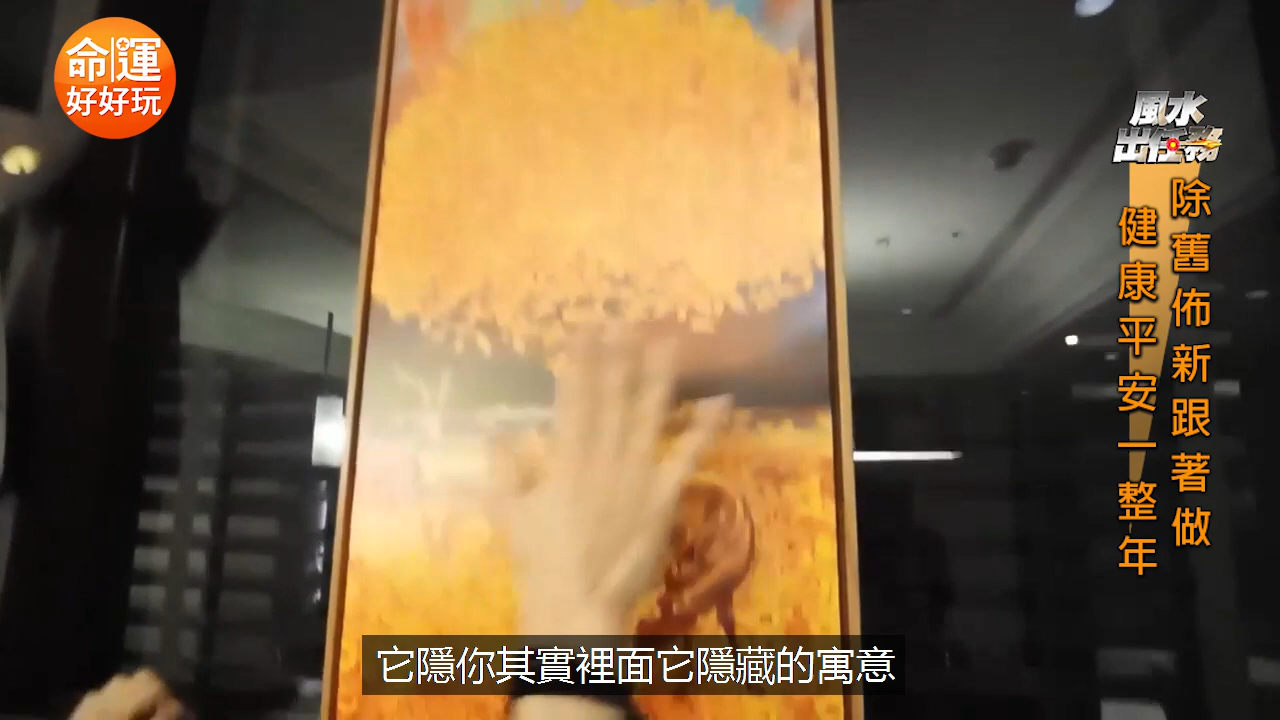 命運
好好玩
風水
出任務
除舊佈新跟著做
健康平安一整年
它隱你其實裡面它隱藏的寓意